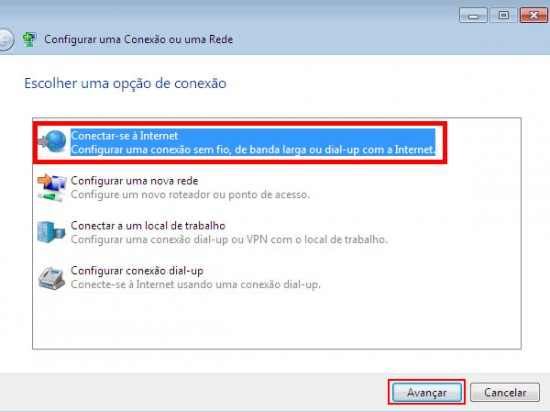 Configurar uma Conexão ou uma Rede
Escolher uma opção de conexão
Conectar-se à Internet
Configurar uma conexão sem fio, de banda larga ou dial-up com a Internet.
Configurar uma nova rede
Configure um novo roteador ou ponto de acesso.
Conectar a um local de trabalho
Configurar uma conexão dial-up ou VPN com o local de trabalho.
Configurar conexão dial-up
Conecte-se à Internet usando uma conexão dial-up.
Avançar
Cancelar